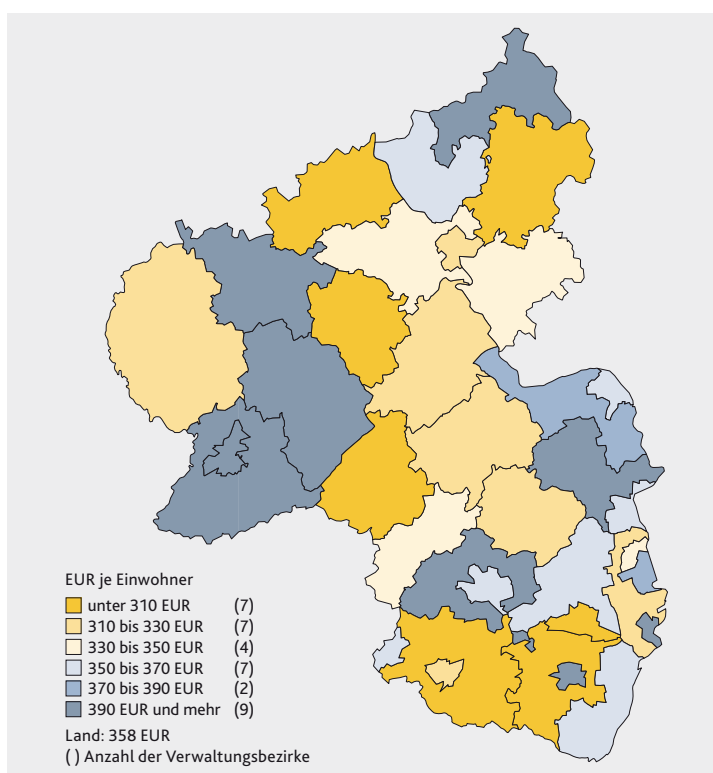 EUR je Einwohner
unter 310 EUR (7)
310 bis 330 EUR (7)
330 bis 350 EUR (4)
350 bis 370 EUR (7)
370 bis 390 EUR (2)
390 EUR und mehr (9)
Land: 358 EUR
( ) Anzahl der Verwaltungsbezirke